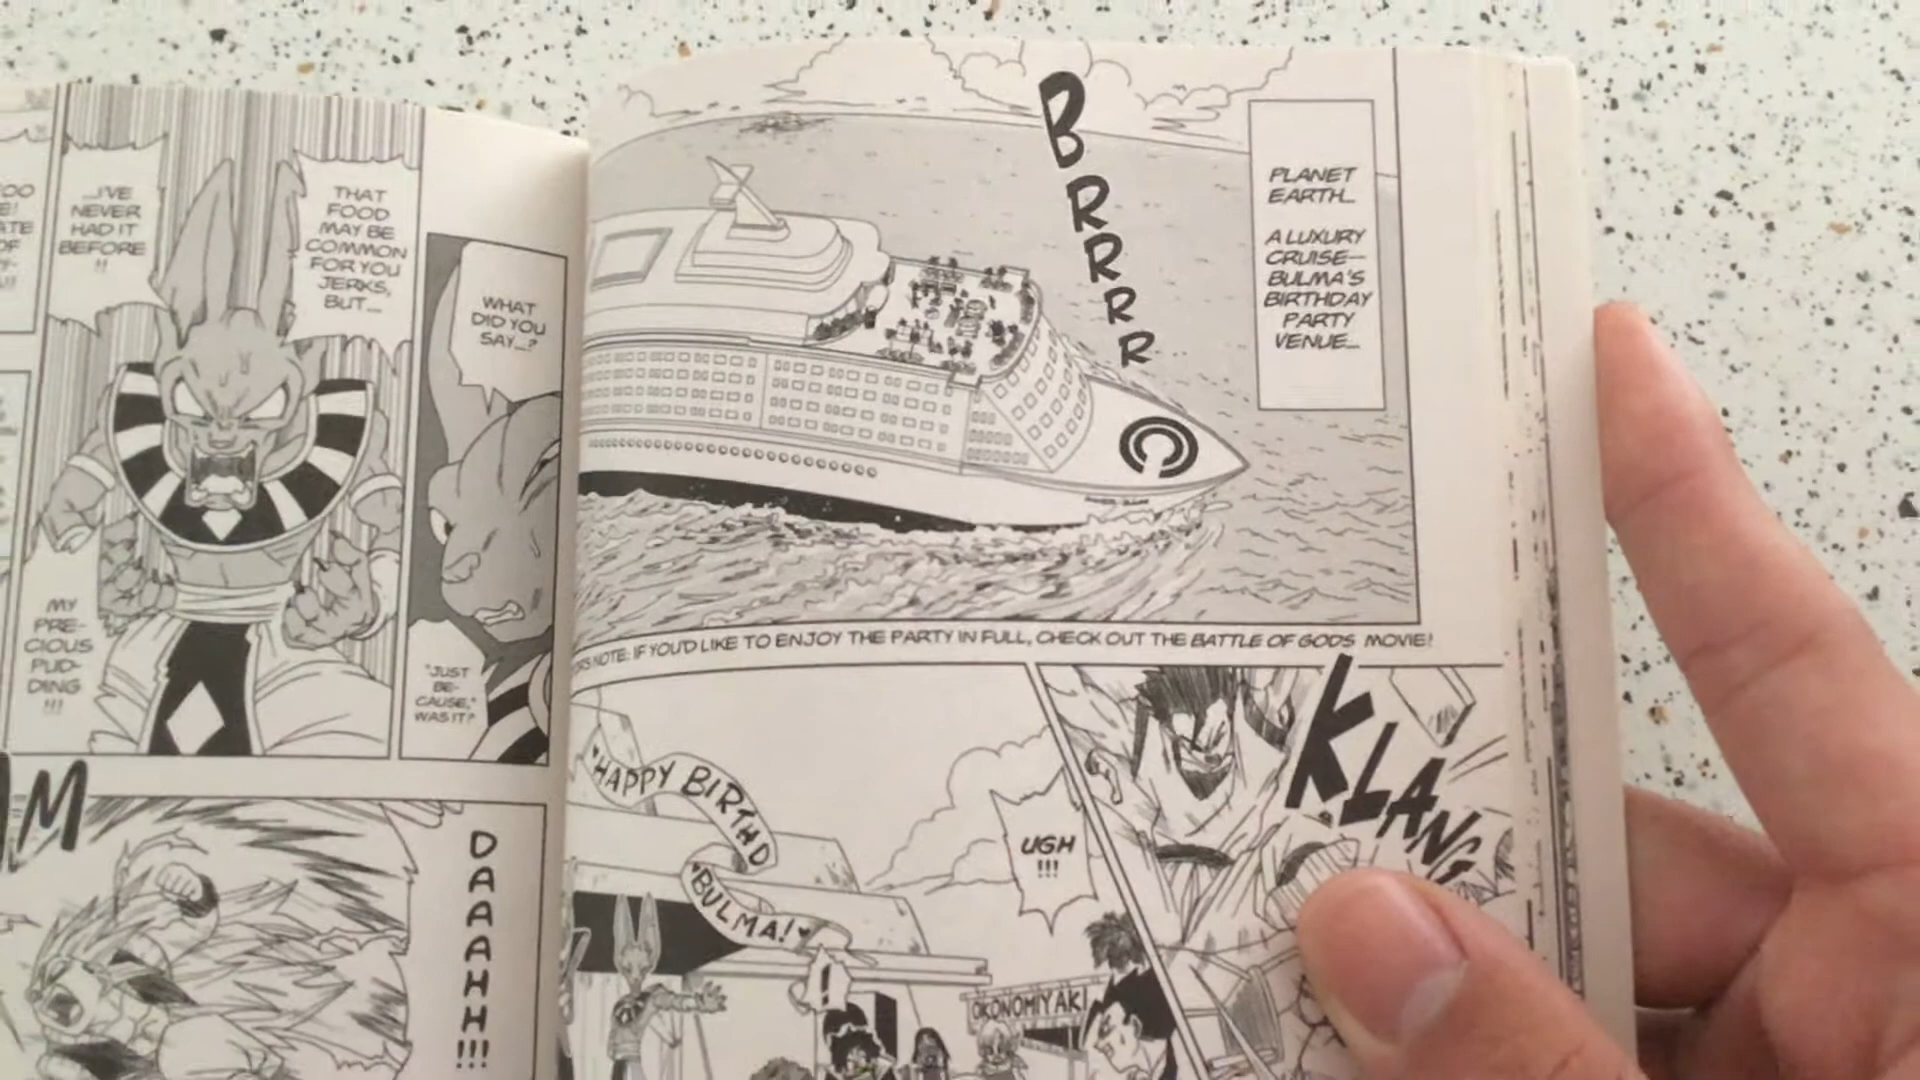 ...I'VE
NEVER
HAD IT
BEFORE
!!
THAT
FOOD
MAY BE
COMMON
FOR YOU
JERKS,
BUT...
MY
PRE-
CIOUS
PUD-
DING
!!!
WHAT
DID YOU
SAY...?
"JUST
BE-
CAUSE,"
WAS IT?
M
DAAAHH!!!
BRRRR
PLANET
EARTH...
A LUXURY
CRUISE—
BULMA'S
BIRTHDAY
PARTY
VENUE...
NOTE: IF YOU'D LIKE TO ENJOY THE PARTY IN FULL, CHECK OUT THE BATTLE OF GODS MOVIE!
HAPPY BIRTHD
BULMA!
UGH
!!!
KLANG
!
OKONOMIYAKI